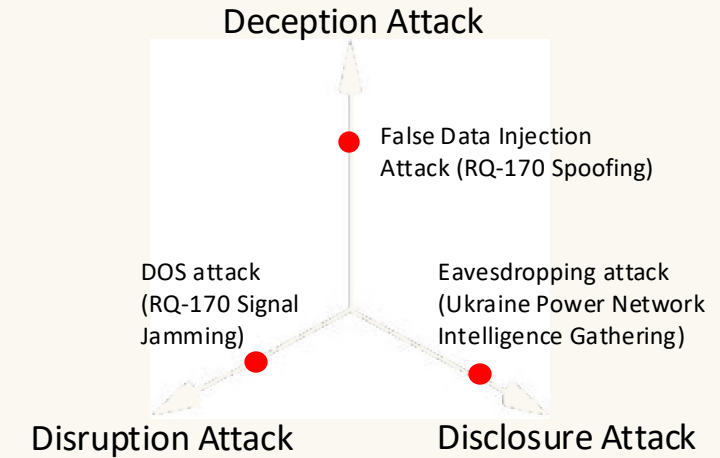 Deception Attack
False Data Injection
Attack (RQ-170 Spoofing)
DOS attack
(RQ-170 Signal
Jamming)
Eavesdropping attack
(Ukraine Power Network
Intelligence Gathering)
Disruption Attack
Disclosure Attack